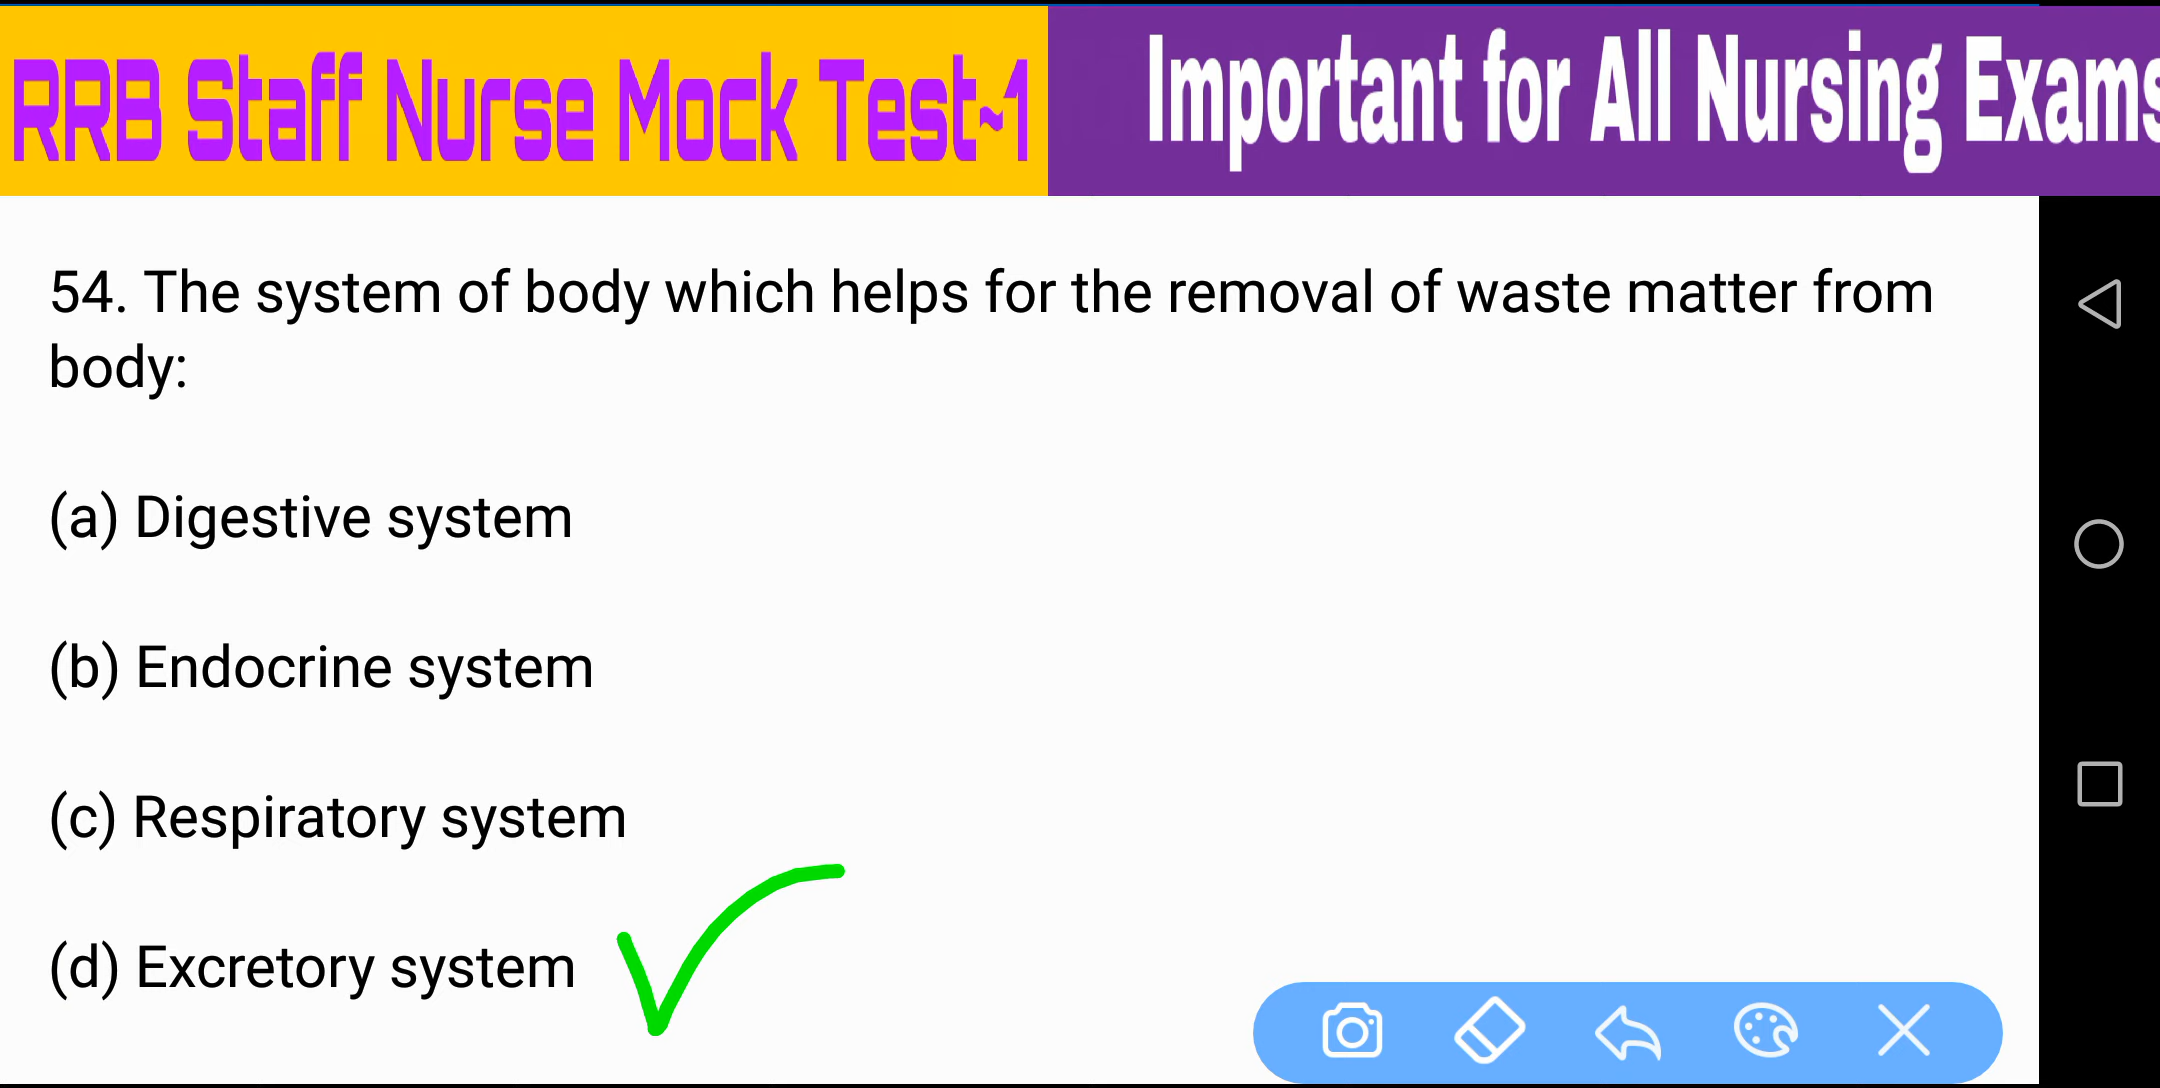 RRB Staff Nurse Mock Test~1
Important for All Nursing Exams
54. The system of body which helps for the removal of waste matter from
body:
(a) Digestive system
(b) Endocrine system
(c) Respiratory system
(d) Excretory system